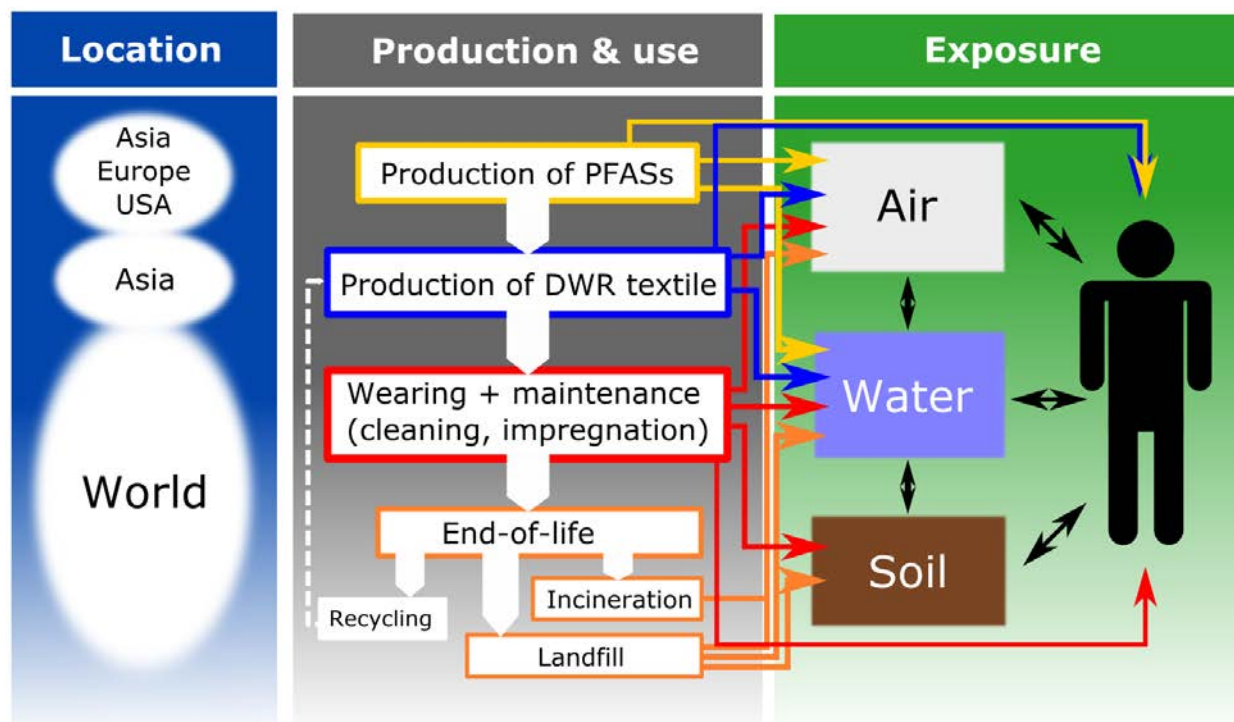 Location
Production & use
Exposure
Asia
Europe
USA
Asia
World
Production of PFASs
Production of DWR textile
Wearing + maintenance
(cleaning, impregnation)
End-of-life
Recycling
Incineration
Landfill
Air
Water
Soil